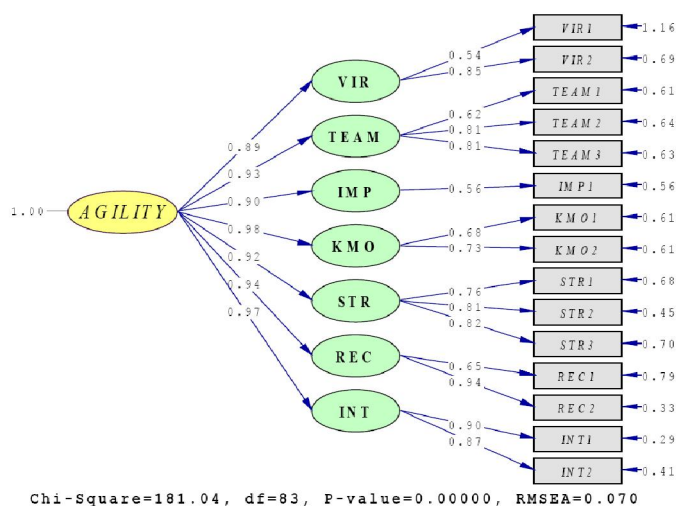 VIR1 1.16
0.54
VIR2 0.69
0.85
VIR
TEAM1 0.61
0.62
TEAM2 0.64
0.81
TEAM
0.81
TEAM3 0.63
0.89
0.93
IMP1 0.56
0.56
IMP
0.90
1.00 AGILITY
KMO1 0.61
0.68
0.98
KMO
0.73
KMO2 0.61
0.92
STR1 0.68
0.76
0.94
STR
0.81
STR2 0.45
0.97
0.82
STR3 0.70
REC
0.65
REC1 0.79
0.94
REC2 0.33
INT
0.90
INT1 0.29
0.87
INT2 0.41
Chi-Square=181.04, df=83, P-value=0.00000, RMSEA=0.070